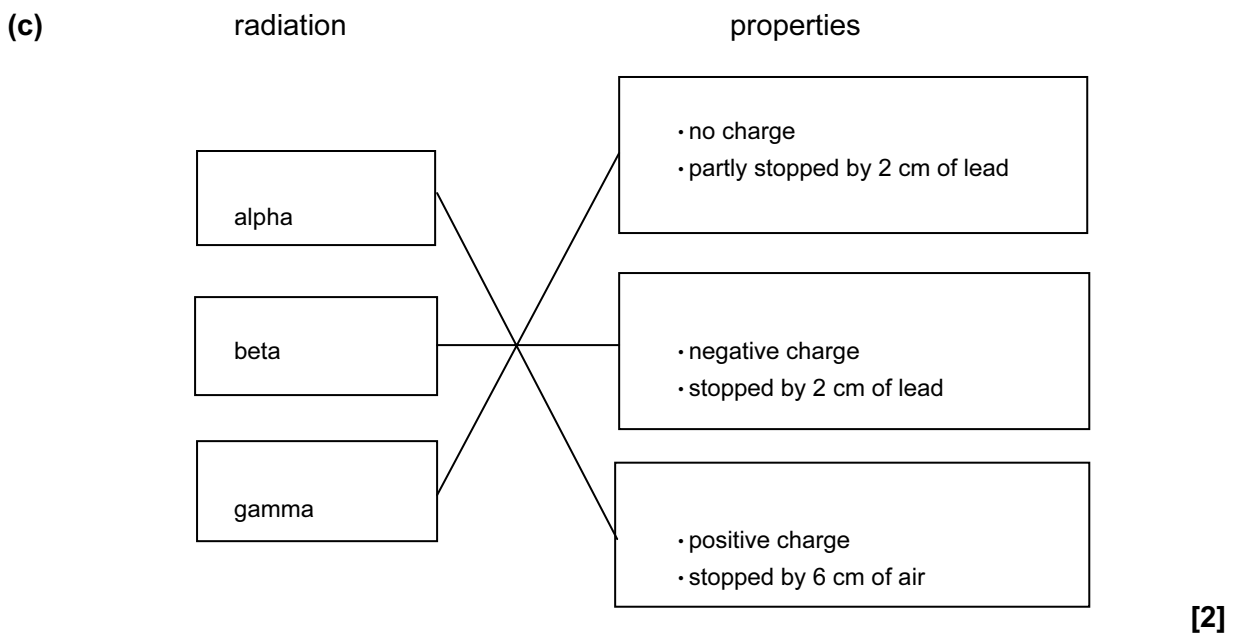 (c) radiation properties
alpha
beta
gamma
• no charge
• partly stopped by 2 cm of lead
• negative charge
• stopped by 2 cm of lead
• positive charge
• stopped by 6 cm of air
[2]